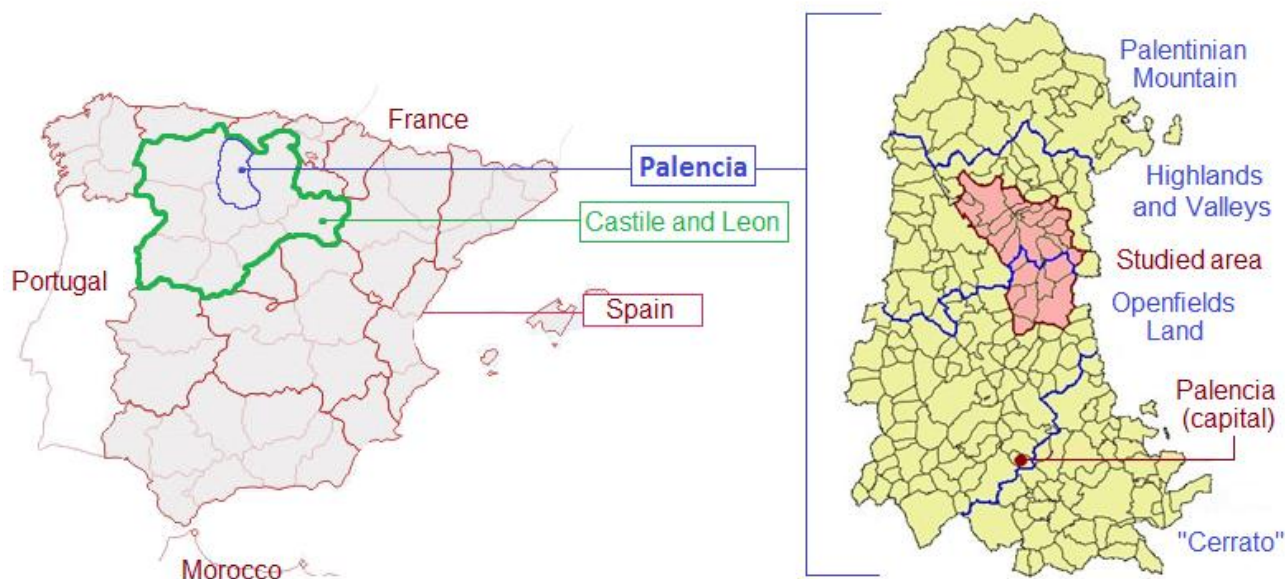 France
Palencia
Castile and Leon
Portugal
Spain
Morocco
Palentinian
Mountain
Highlands
and Valleys
Studied area
Openfields
Land
Palencia
(capital)
"Cerrato"